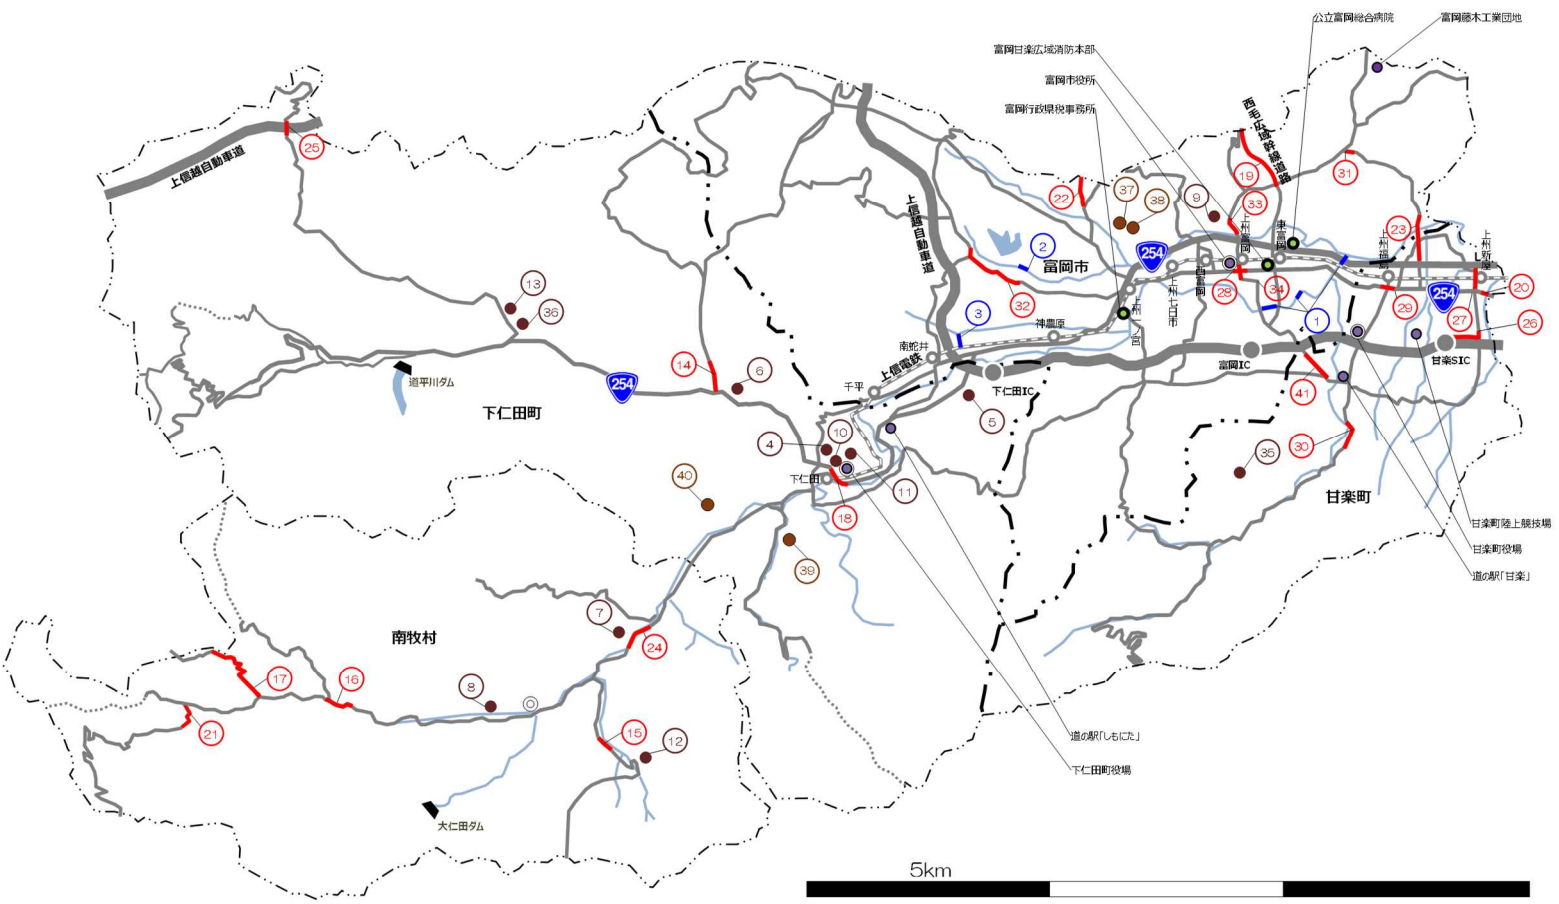 公立富岡総合病院
富岡藤木工業団地
富岡甘楽広域消防本部
富岡市役所
富岡行政県税事務所
西毛広域幹線道路
25
上信越自動車道
31
19
37
38
9
22
33
上信越自動車道
上州富岡
東富岡
23
上州福島
上州新屋
2
富岡市
254
西富岡
上州七日市
28
34
20
13
36
32
3
上州一ノ宮
1
29
254
27
26
神農原
南蛇井
上信電鉄
富岡IC
甘楽SIC
14
6
千平
下仁田IC
道平川ダム
254
41
下仁田町
5
4
10
30
35
40
下仁田
11
18
甘楽町
甘楽町陸上競技場
甘楽町役場
39
道の駅「甘楽」
7
南牧村
24
17
16
8
21
15
12
道の駅「しもにた」
下仁田町役場
大仁田ダム
5km